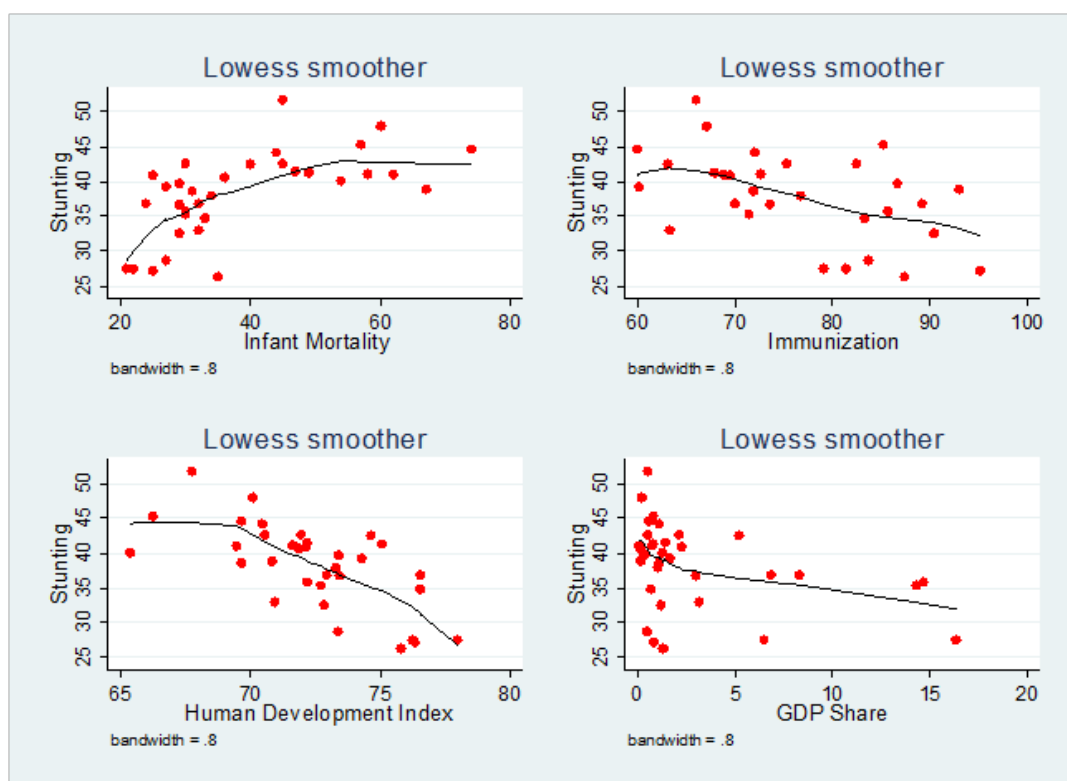 Lowess smoother
Stunting
50
45
40
35
30
25
20 40 60 80
Infant Mortality
bandwidth = .8
Lowess smoother
Stunting
50
45
40
35
30
25
60 70 80 90 100
Immunization
bandwidth = .8
Lowess smoother
Stunting
50
45
40
35
30
25
65 70 75 80
Human Development Index
bandwidth = .8
Lowess smoother
Stunting
50
45
40
35
30
25
0 5 10 15 20
GDP Share
bandwidth = .8